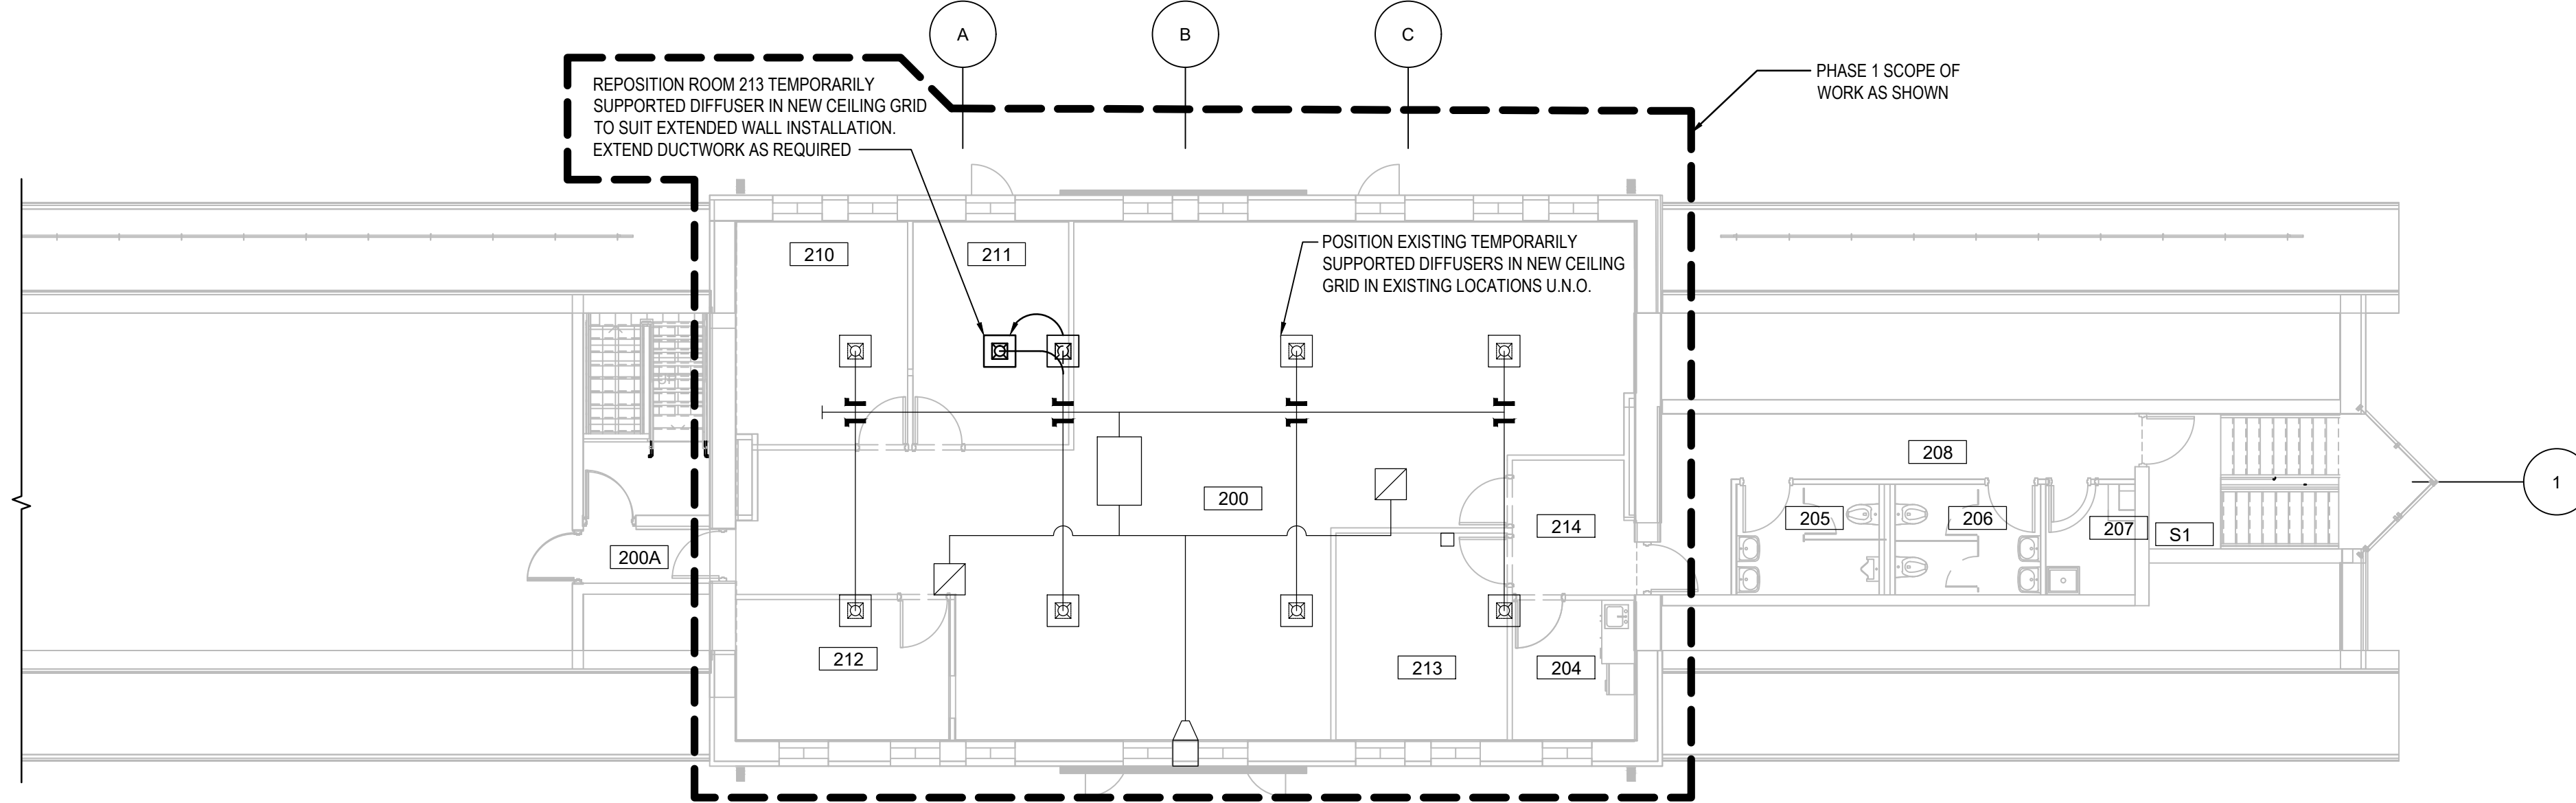 A
B
C
REPOSITION ROOM 213 TEMPORARILY
SUPPORTED DIFFUSER IN NEW CEILING GRID
TO SUIT EXTENDED WALL INSTALLATION.
EXTEND DUCTWORK AS REQUIRED
PHASE 1 SCOPE OF
WORK AS SHOWN
210
211
POSITION EXISTING TEMPORARILY
SUPPORTED DIFFUSERS IN NEW CEILING
GRID IN EXISTING LOCATIONS U.N.O.
208
1
200
205
206
207
S1
214
200A
212
213
204